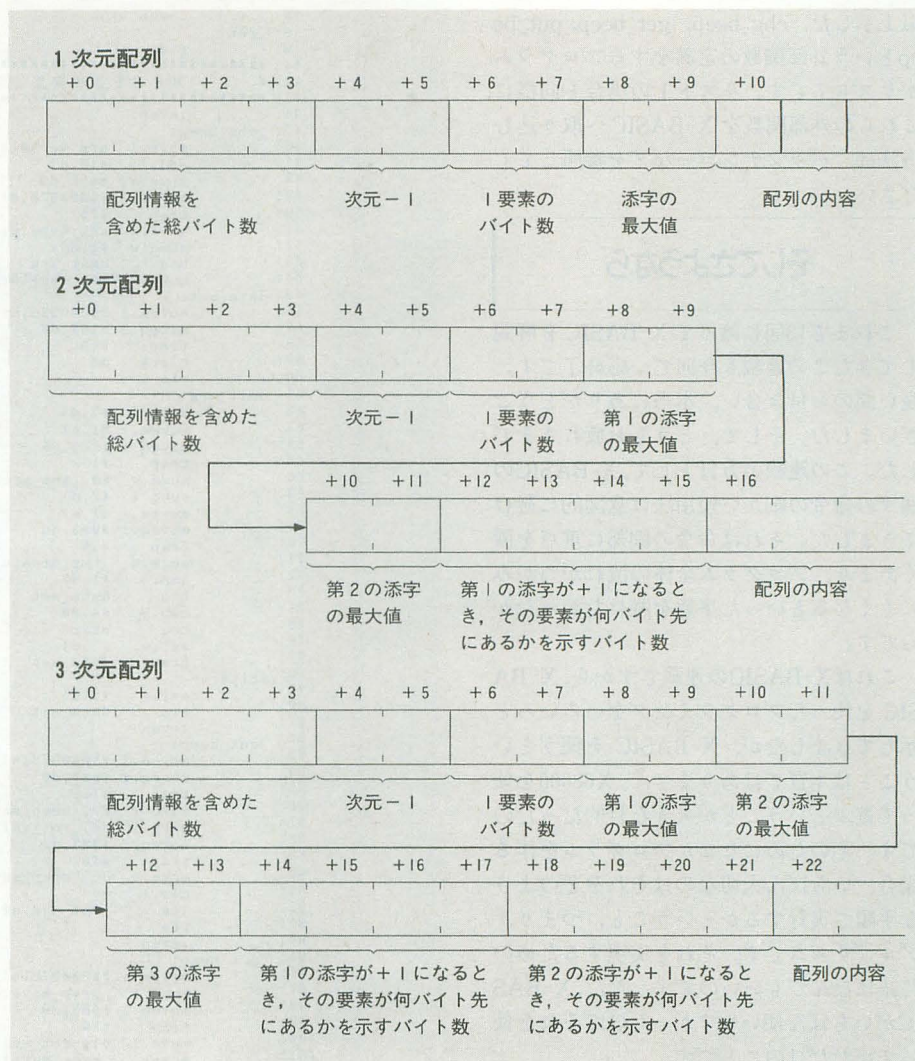 1次元配列
+0 +1 +2 +3 +4 +5 +6 +7 +8 +9 +10
配列情報を
含めた総バイト数
次元-1
1要素の
バイト数
添字の
最大値
配列の内容
2次元配列
+0 +1 +2 +3 +4 +5 +6 +7 +8 +9
配列情報を含めた
総バイト数
次元-1
1要素の
バイト数
第1の添字
の最大値
+10 +11 +12 +13 +14 +15 +16
第2の添字
の最大値
第1の添字が+1になると
き,その要素が何バイト先
にあるかを示すバイト数
配列の内容
3次元配列
+0 +1 +2 +3 +4 +5 +6 +7 +8 +9 +10 +11
配列情報を含めた
総バイト数
次元-1
1要素の
バイト数
第1の添字
の最大値
第2の添字
の最大値
+12 +13 +14 +15 +16 +17 +18 +19 +20 +21 +22
第3の添字
の最大値
第1の添字が+1になると
き,その要素が何バイト先
にあるかを示すバイト数
第2の添字が+1になると
き,その要素が何バイト先
にあるかを示すバイト数
配列の内容